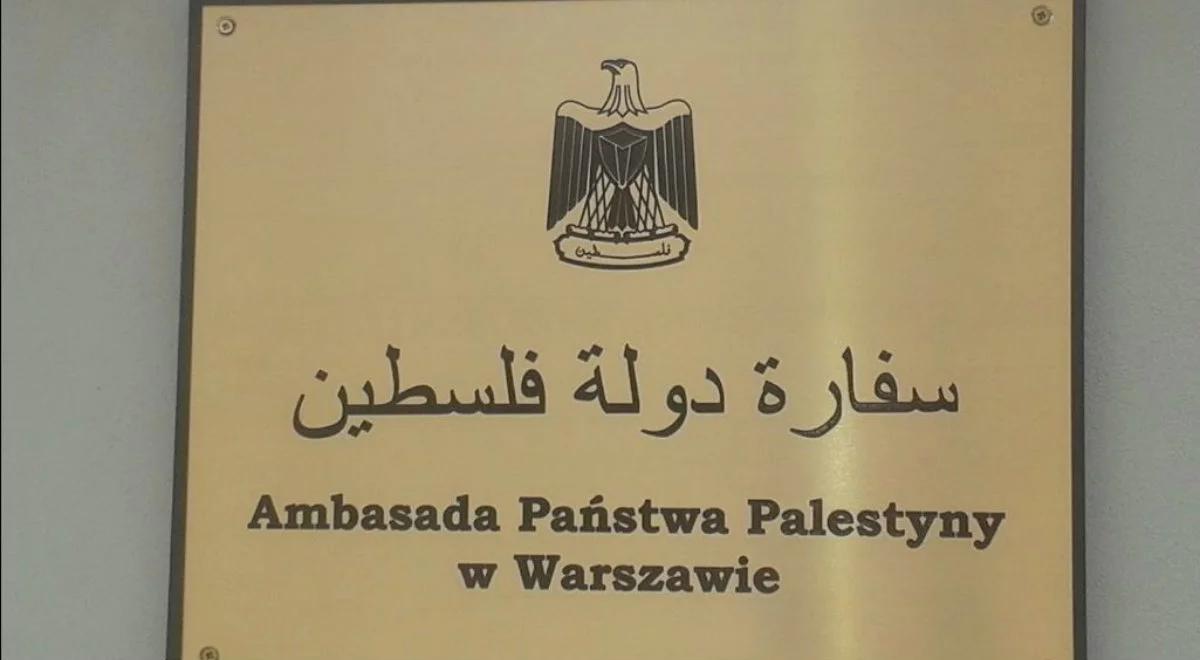 فلسطين
سفارة دولة فلسطين
Ambasada Państwa Palestyny
w Warszawie